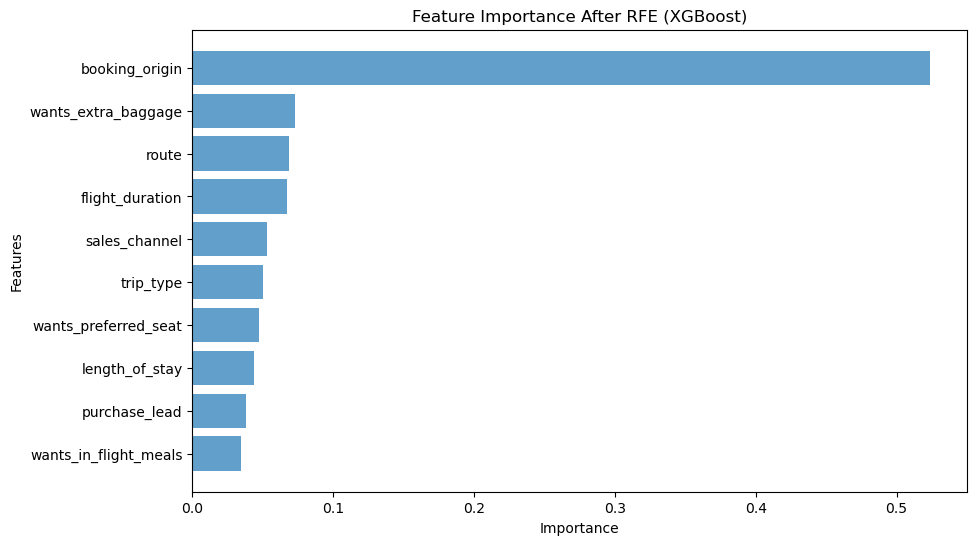 Feature Importance After RFE (XGBoost)
Features
booking_origin
wants_extra_baggage
route
flight_duration
sales_channel
trip_type
wants_preferred_seat
length_of_stay
purchase_lead
wants_in_flight_meals
0.0 0.1 0.2 0.3 0.4 0.5
Importance